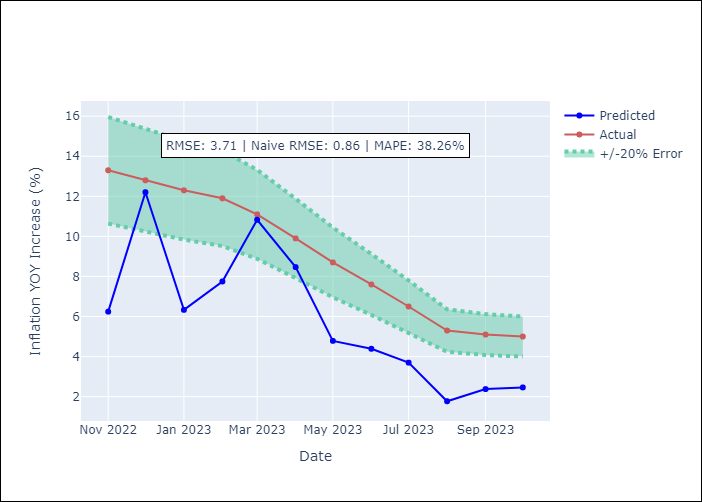 RMSE: 3.71 | Naive RMSE: 0.86 | MAPE: 38.26%
Predicted
Actual
+/-20% Error
16
14
12
10
8
6
4
2
Inflation YOY Increase (%)
Nov 2022
Jan 2023
Mar 2023
May 2023
Jul 2023
Sep 2023
Date